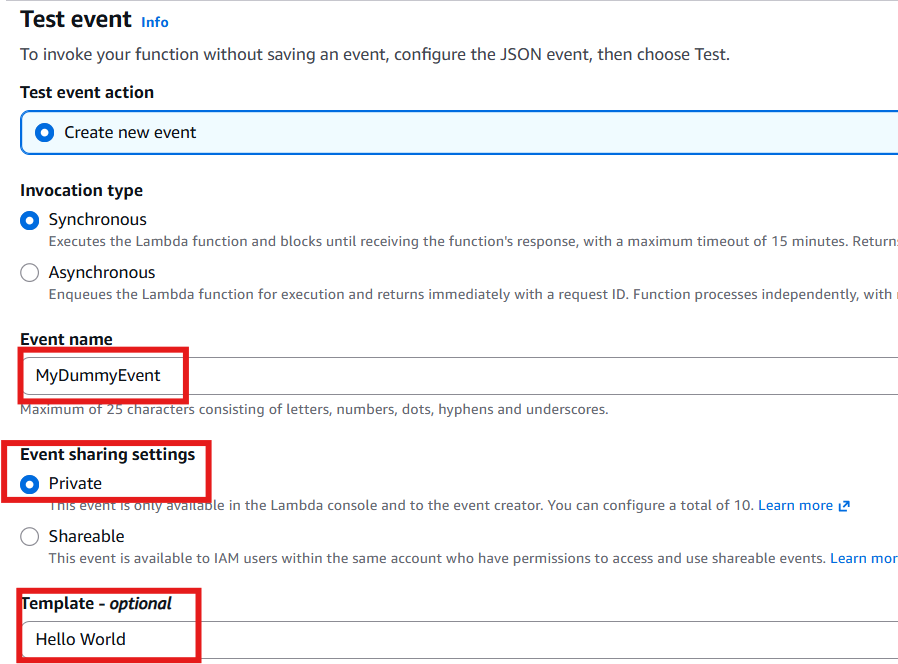 Test event Info
To invoke your function without saving an event, configure the JSON event, then choose Test.
Test event action
Create new event
Invocation type
Synchronous
Executes the Lambda function and blocks until receiving the function's response, with a maximum timeout of 15 minutes. Returns
Asynchronous
Enqueues the Lambda function for execution and returns immediately with a request ID. Function processes independently, with
Event name
MyDummyEvent
Maximum of 25 characters consisting of letters, numbers, dots, hyphens and underscores.
Event sharing settings
Private
This event is only available in the Lambda console and to the event creator. You can configure a total of 10. Learn more
Shareable
This event is available to IAM users within the same account who have permissions to access and use shareable events. Learn mor
Template - optional
Hello World